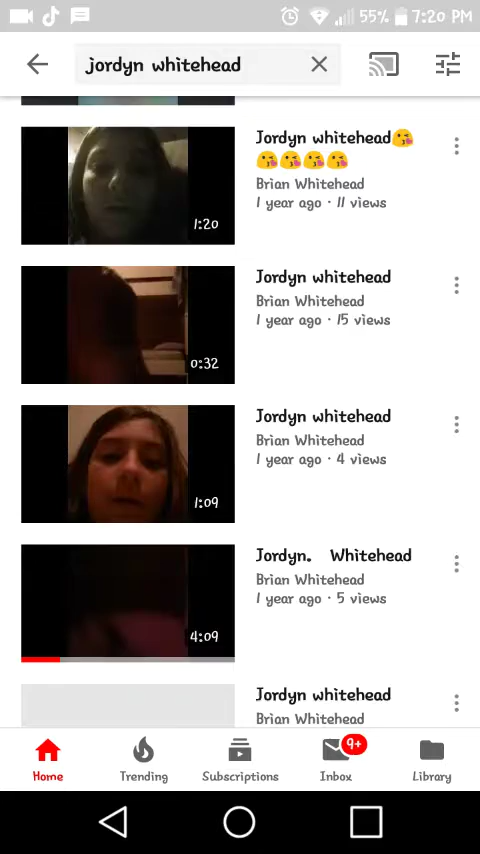 55% 7:20 PM
jordyn whitehead
Jordyn whitehead😘
😘😘😘😘
Brian Whitehead
1 year ago · 11 views
1:20
Jordyn whitehead
Brian Whitehead
1 year ago · 15 views
0:32
Jordyn whitehead
Brian Whitehead
1 year ago · 4 views
1:09
Jordyn. Whitehead
Brian Whitehead
1 year ago · 5 views
4:09
Jordyn whitehead
Brian Whitehead
9+
Home Trending Subscriptions Inbox Library